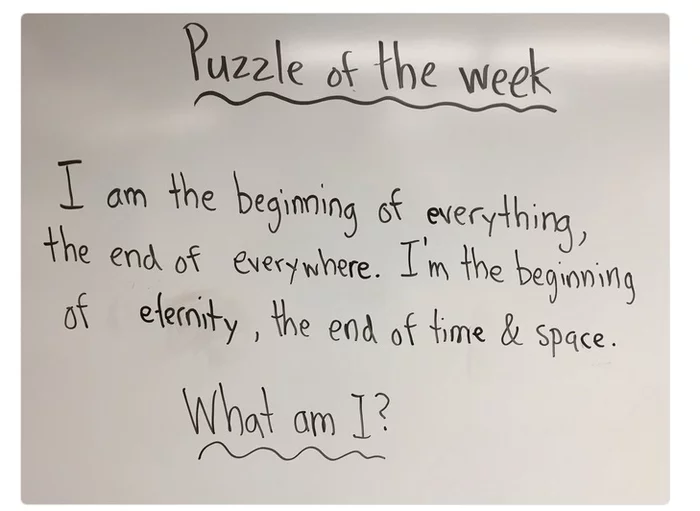 Puzzle of the week
I am the beginning of everything,
the end of everywhere. I'm the beginning
of eternity, the end of time & space.
What am I?